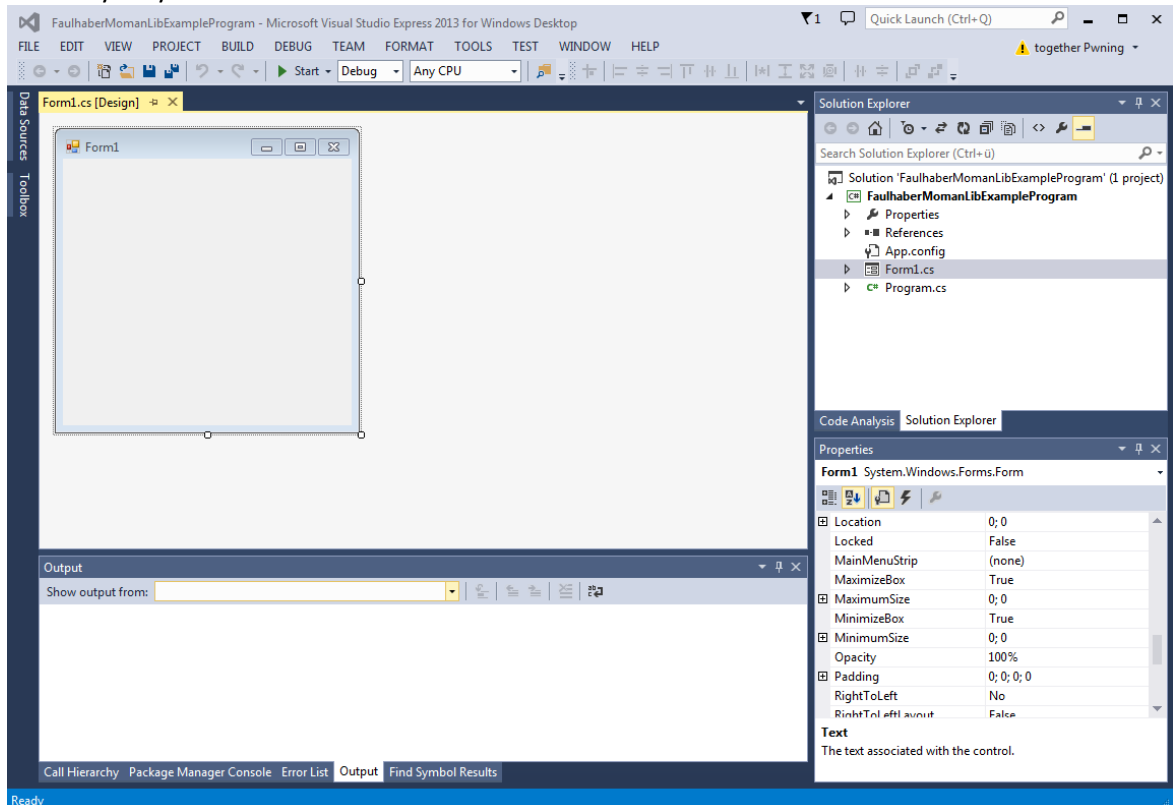 FaulhaberMomanLibExampleProgram - Microsoft Visual Studio Express 2013 for Windows Desktop
1
Quick Launch (Ctrl+Q)
FILE EDIT VIEW PROJECT BUILD DEBUG TEAM FORMAT TOOLS TEST WINDOW HELP
together Pwning
Start Debug Any CPU
Data Sources
Toolbox
Form1.cs [Design]
Form1
Solution Explorer
Search Solution Explorer (Ctrl+ü)
Solution 'FaulhaberMomanLibExampleProgram' (1 project)
C# FaulhaberMomanLibExampleProgram
Properties
References
App.config
Form1.cs
C# Program.cs
Code Analysis Solution Explorer
Properties
Form1 System.Windows.Forms.Form
Location 0; 0
Locked False
MainMenuStrip (none)
MaximizeBox True
MaximumSize 0; 0
MinimizeBox True
MinimumSize 0; 0
Opacity 100%
Padding 0; 0; 0; 0
RightToLeft No
RightToLeftLayout False
Text
The text associated with the control.
Output
Show output from:
Call Hierarchy Package Manager Console Error List Output Find Symbol Results
Ready